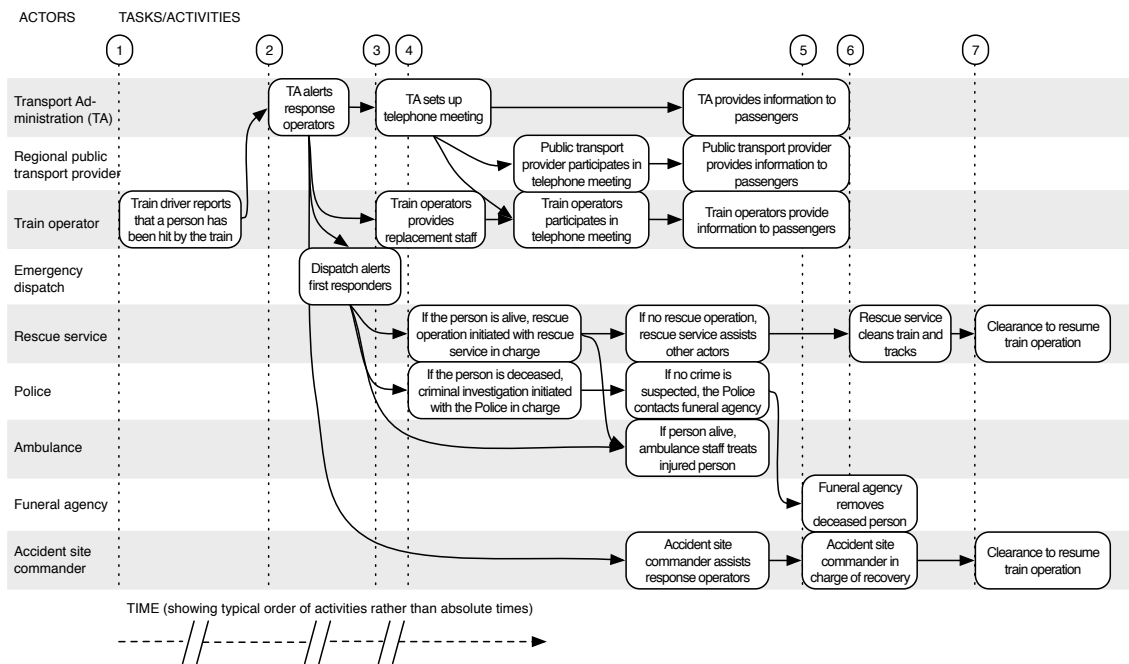 ACTORS
TASKS/ACTIVITIES
1
2
3
4
5
6
7
Transport Ad-
ministration (TA)
TA alerts
response
operators
TA sets up
telephone meeting
TA provides information to
passengers
Regional public
transport provider
Public transport
provider participates in
telephone meeting
Public transport provider
provides information to
passengers
Train operator
Train driver reports
that a person has
been hit by the train
Train operators
provides
replacement staff
Train operators
participates in
telephone meeting
Train operators provide
information to passengers
Emergency
dispatch
Dispatch alerts
first responders
Rescue service
If the person is alive, rescue
operation initiated with rescue
service in charge
If no rescue operation,
rescue service assists
other actors
Rescue service
cleans train and
tracks
Clearance to resume
train operation
Police
If the person is deceased,
criminal investigation initiated
with the Police in charge
If no crime is
suspected, the Police
contacts funeral agency
Ambulance
If person alive,
ambulance staff treats
injured person
Funeral agency
Funeral agency
removes
deceased person
Accident site
commander
Accident site
commander assists
response operators
Accident site
commander in
charge of recovery
Clearance to resume
train operation
TIME (showing typical order of activities rather than absolute times)